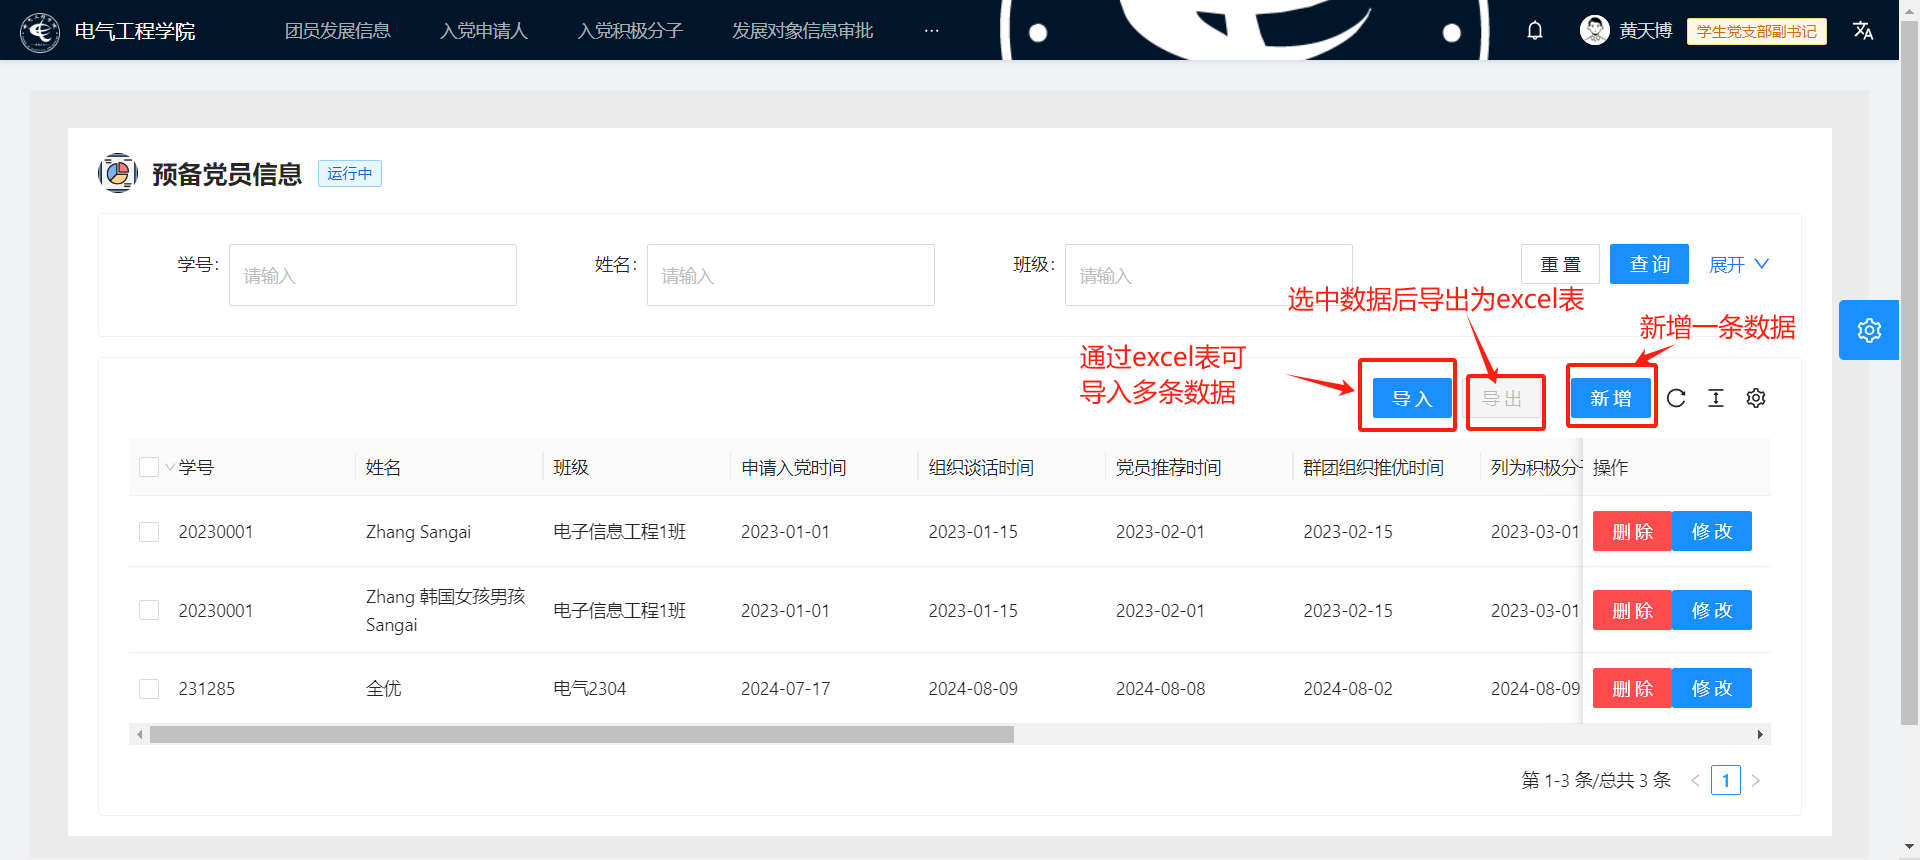 电气工程学院
团员发展信息
入党申请人
入党积极分子
发展对象信息审批
···
黄天博
学生党支部副书记
预备党员信息
运行中
学号:
请输入
姓名:
请输入
班级:
请输入
重 置
查 询
展开
选中数据后导出为excel表
新增一条数据
通过excel表可
导入多条数据
导 入
导 出
新 增
学号 姓名 班级 申请入党时间 组织谈话时间 党员推荐时间 群团组织推优时间 列为积极分 操作
20230001 Zhang Sangai 电子信息工程1班 2023-01-01 2023-01-15 2023-02-01 2023-02-15 2023-03-01 删 除 修 改
20230001 Zhang 韩国女孩男孩 电子信息工程1班 2023-01-01 2023-01-15 2023-02-01 2023-02-15 2023-03-01 删 除 修 改
Sangai
231285 全优 电气2304 2024-07-17 2024-08-09 2024-08-08 2024-08-02 2024-08-09 删 除 修 改
第 1-3 条/总共 3 条
1